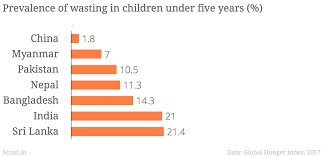 Prevalence of wasting in children under five years (%)
China 1.8
Myanmar 7
Pakistan 10.5
Nepal 11.3
Bangladesh 14.3
India 21
Sri Lanka 21.4
Scroll.in Data: Global Hunger Index, 2017